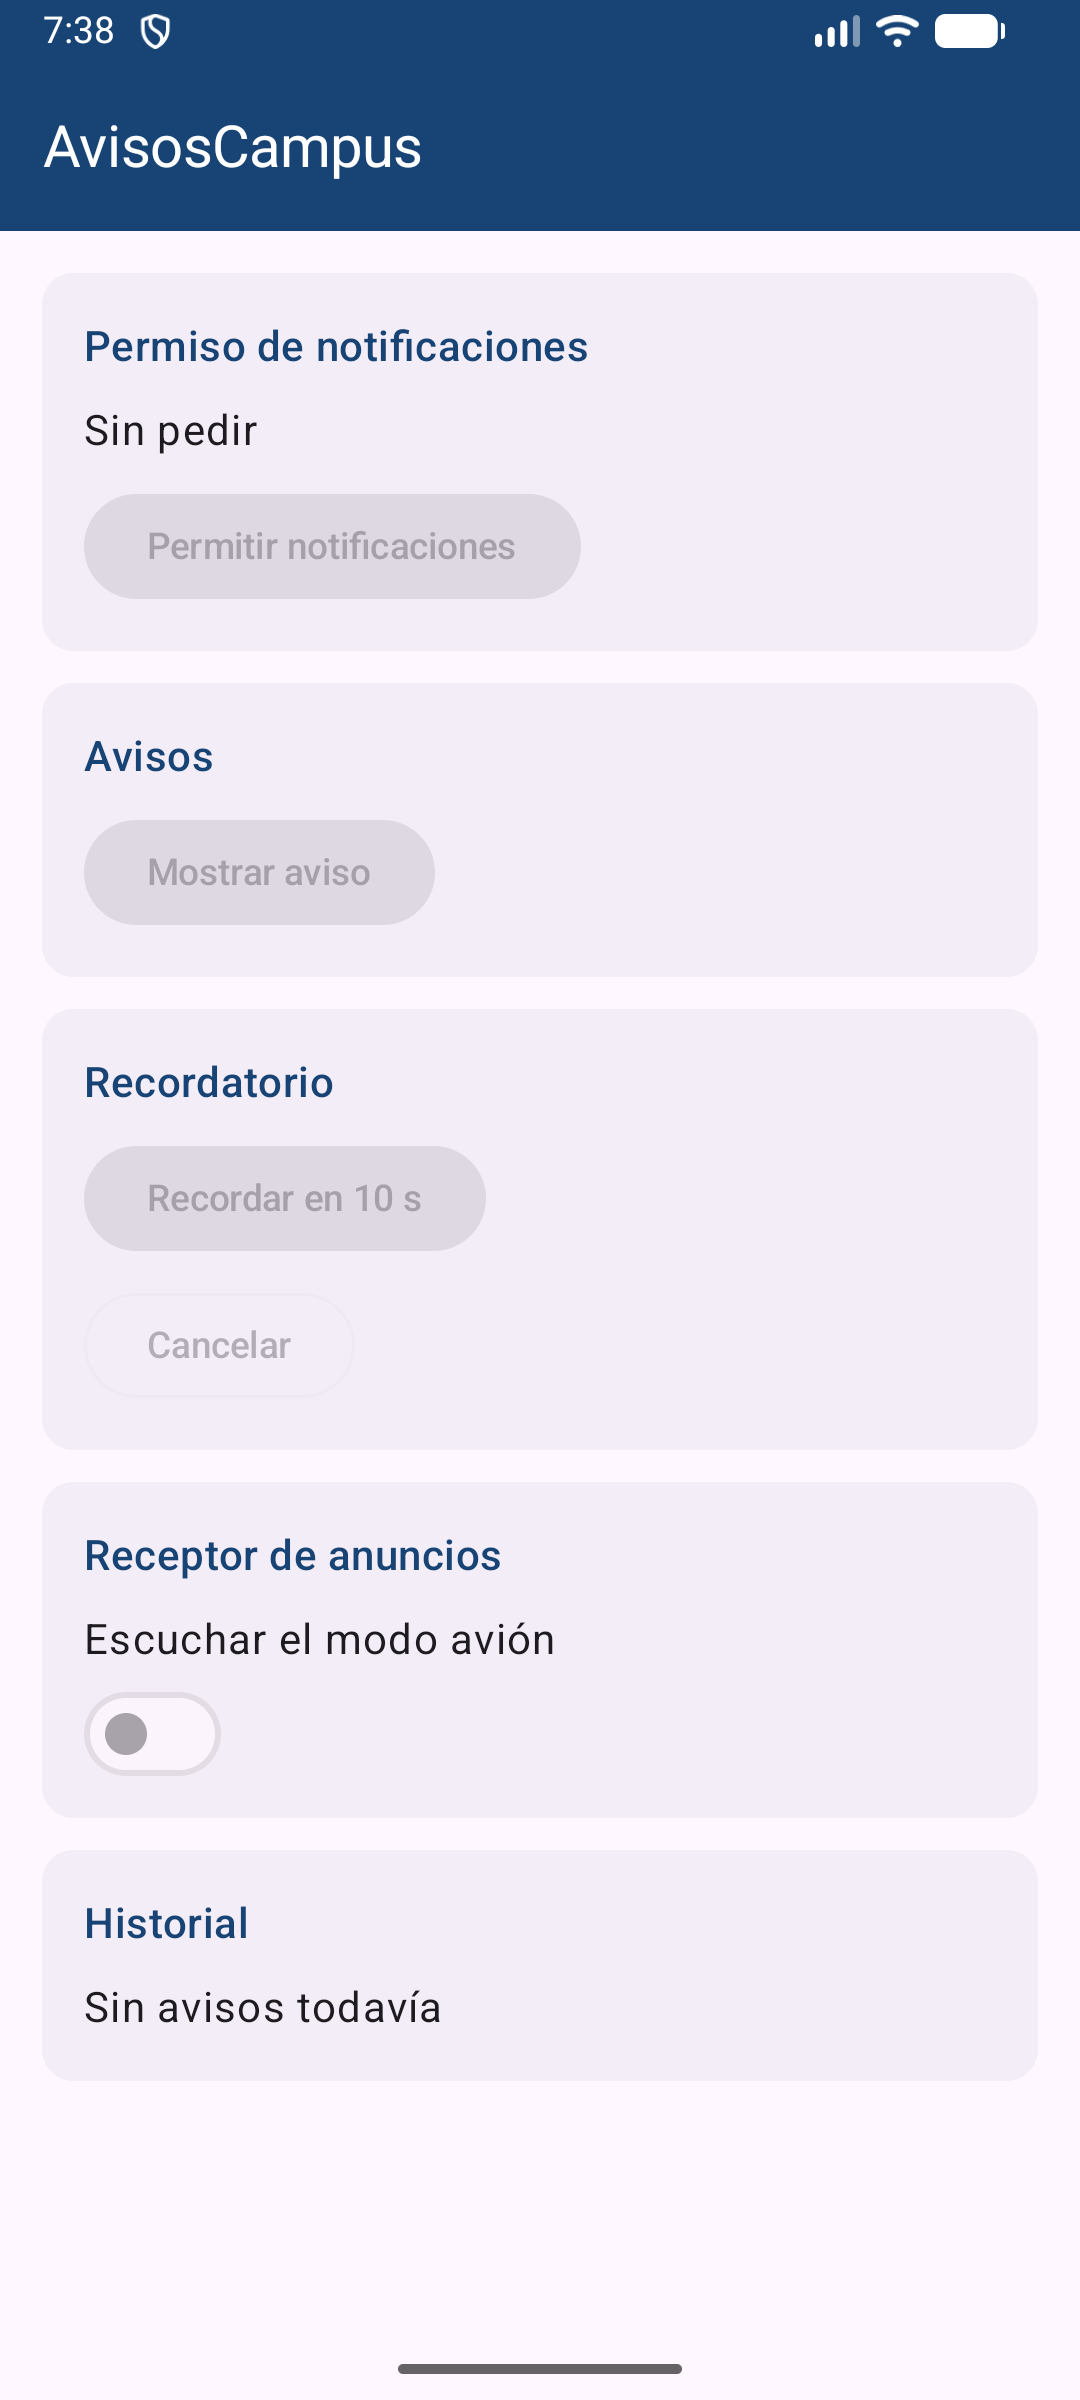 7:38
AvisosCampus
Permiso de notificaciones
Sin pedir
Permitir notificaciones
Avisos
Mostrar aviso
Recordatorio
Recordar en 10 s
Cancelar
Receptor de anuncios
Escuchar el modo avión
Historial
Sin avisos todavía